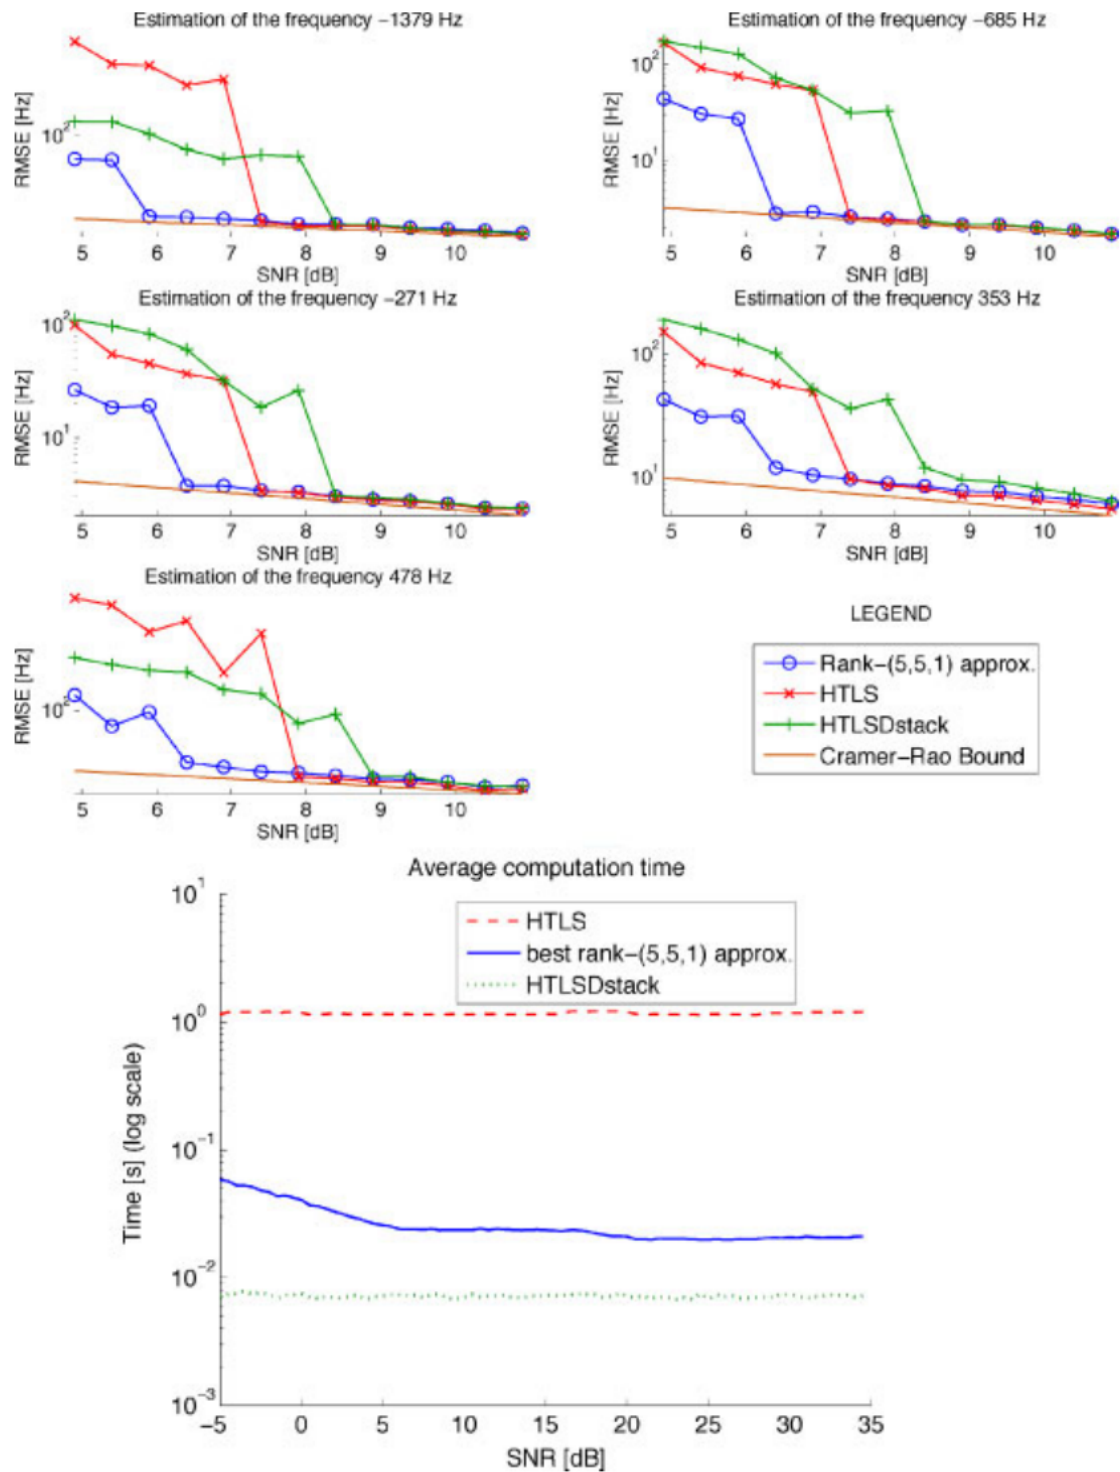 Estimation of the frequency −1379 Hz
RMSE [Hz]
10²
5 6 7 8 9 10
SNR [dB]
Estimation of the frequency −685 Hz
RMSE [Hz]
10²
10¹
5 6 7 8 9 10
SNR [dB]
Estimation of the frequency −271 Hz
RMSE [Hz]
10²
10¹
5 6 7 8 9 10
SNR [dB]
Estimation of the frequency 353 Hz
RMSE [Hz]
10²
10¹
5 6 7 8 9 10
SNR [dB]
Estimation of the frequency 478 Hz
RMSE [Hz]
10²
5 6 7 8 9 10
SNR [dB]
LEGEND
Rank−(5,5,1) approx.
HTLS
HTLSDstack
Cramer−Rao Bound
Average computation time
HTLS
best rank−(5,5,1) approx.
HTLSDstack
Time [s] (log scale)
10¹
10⁰
10⁻¹
10⁻²
10⁻³
−5 0 5 10 15 20 25 30 35
SNR [dB]